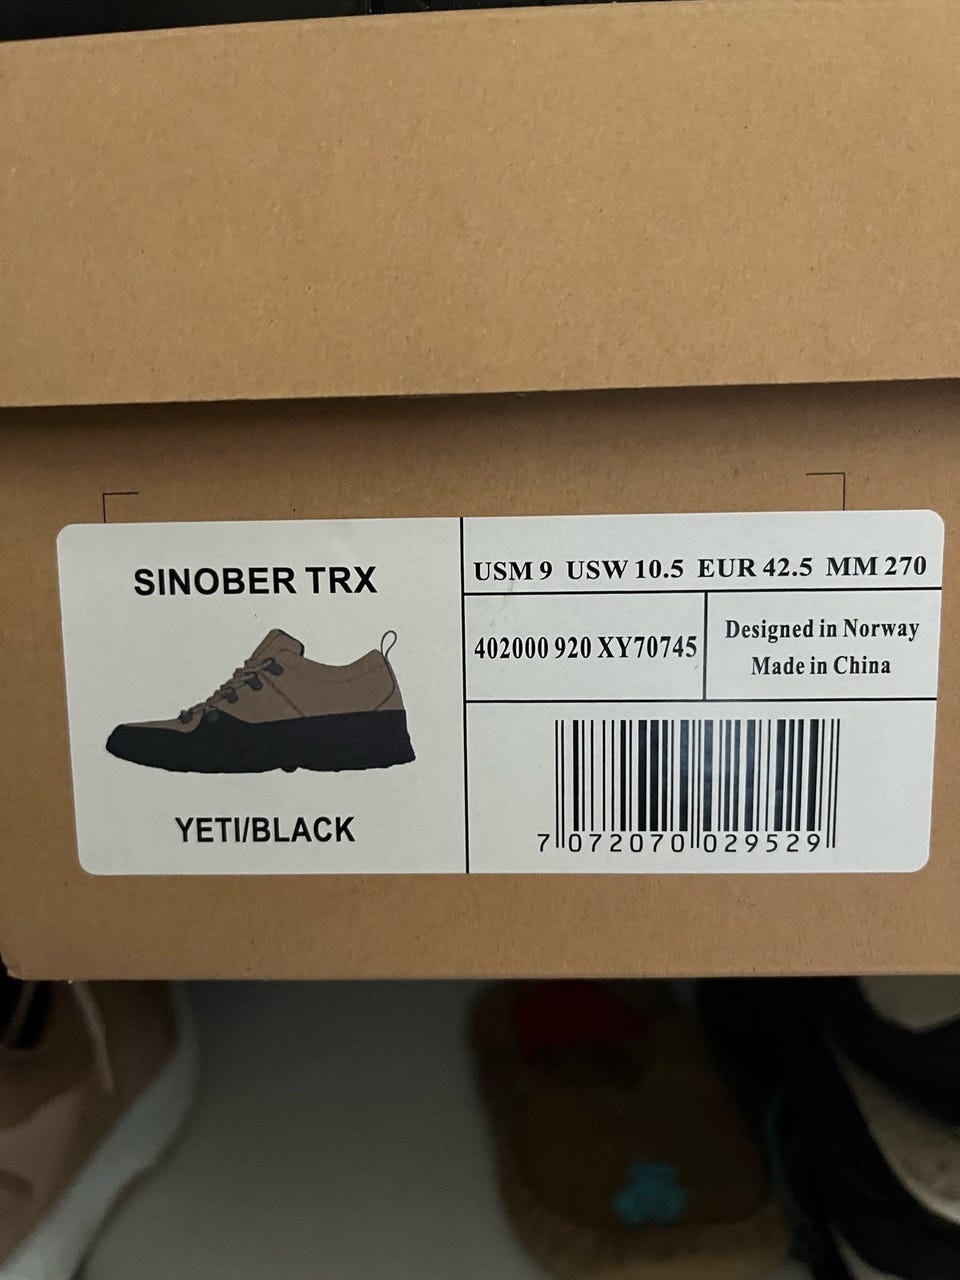 SINOBER TRX
YETI/BLACK
USM 9 USW 10.5 EUR 42.5 MM 270
402000 920 XY70745
Designed in Norway
Made in China
7 072070 029529